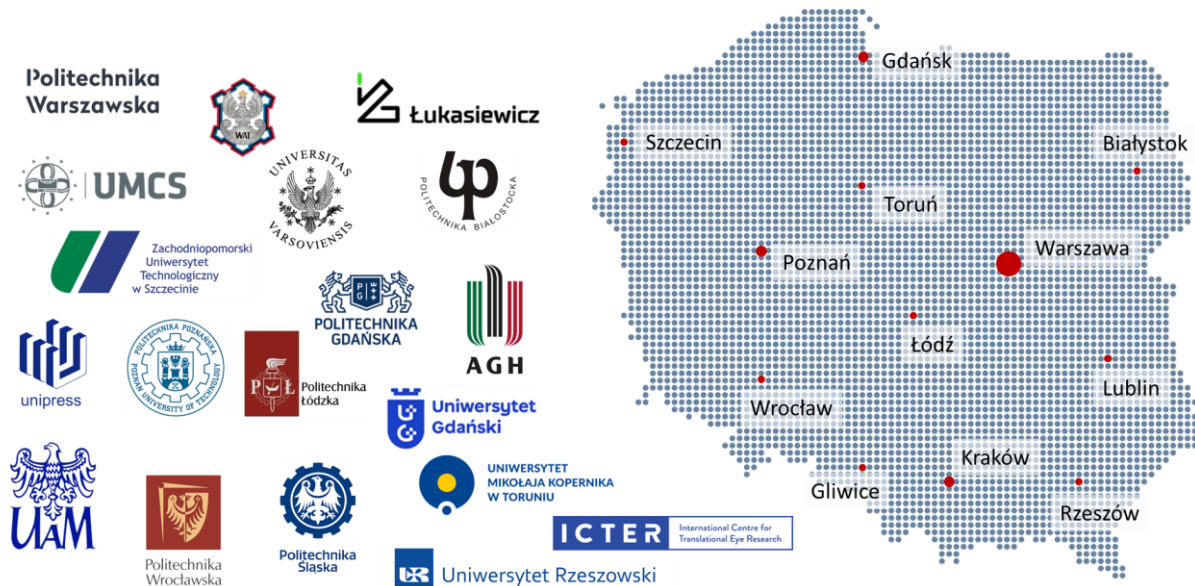 Politechnika
Warszawska
WAT
Łukasiewicz
UMCS
UNIVERSITAS
VARSOVIENSIS
POLITECHNIKA BIAŁOSTOCKA
Zachodniopomorski
Uniwersytet
Technologiczny
w Szczecinie
PG
POLITECHNIKA
GDAŃSKA
AGH
unipress
POLITECHNIKA POZNAŃSKA
POZNAN UNIVERSITY OF TECHNOLOGY
P Ł
Politechnika
Łódzka
Uniwersytet
Gdański
UAM
Politechnika
Wrocławska
Politechnika
Śląska
UNIWERSYTET
MIKOŁAJA KOPERNIKA
W TORUNIU
ICTER
International Centre for
Translational Eye Research
UR
Uniwersytet Rzeszowski
Gdańsk
Szczecin
Białystok
Toruń
Warszawa
Poznań
Łódź
Lublin
Wrocław
Kraków
Gliwice
Rzeszów